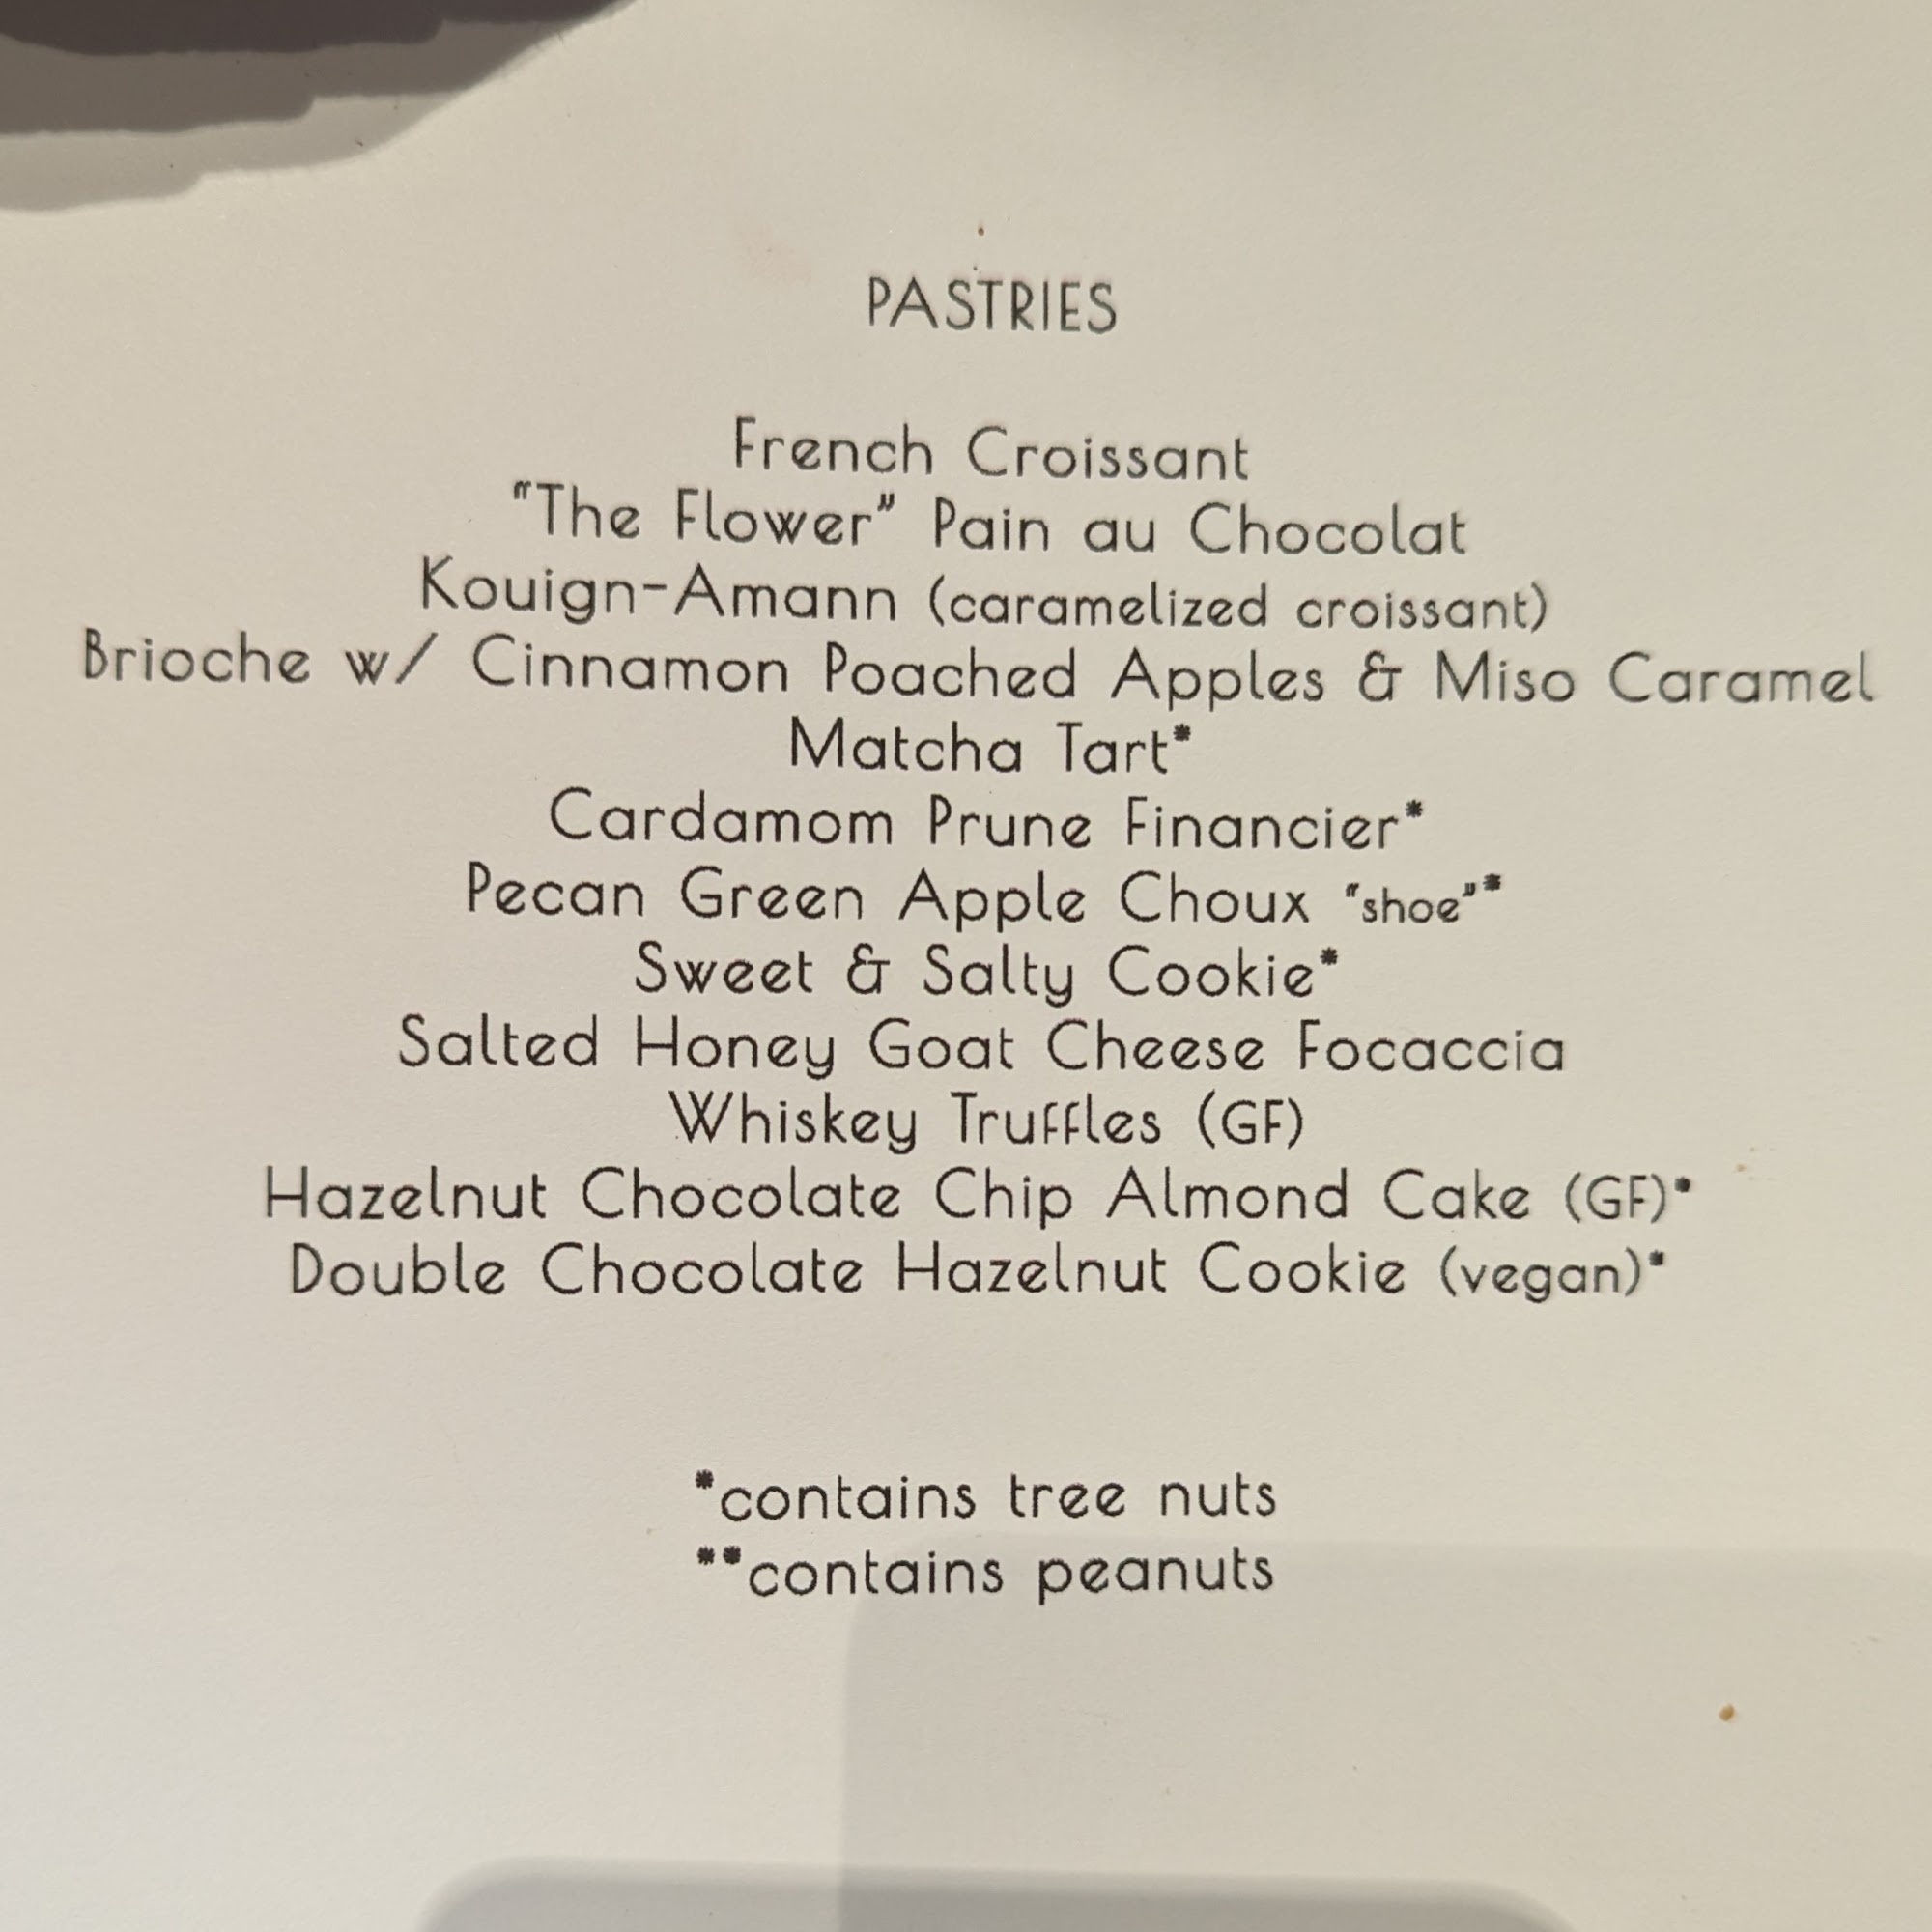 PASTRIES
French Croissant
"The Flower" Pain au Chocolat
Kouign-Amann (caramelized croissant)
Brioche w/ Cinnamon Poached Apples & Miso Caramel
Matcha Tart*
Cardamom Prune Financier*
Pecan Green Apple Choux "shoe"*
Sweet & Salty Cookie*
Salted Honey Goat Cheese Focaccia
Whiskey Truffles (GF)
Hazelnut Chocolate Chip Almond Cake (GF)*
Double Chocolate Hazelnut Cookie (vegan)*
*contains tree nuts
**contains peanuts